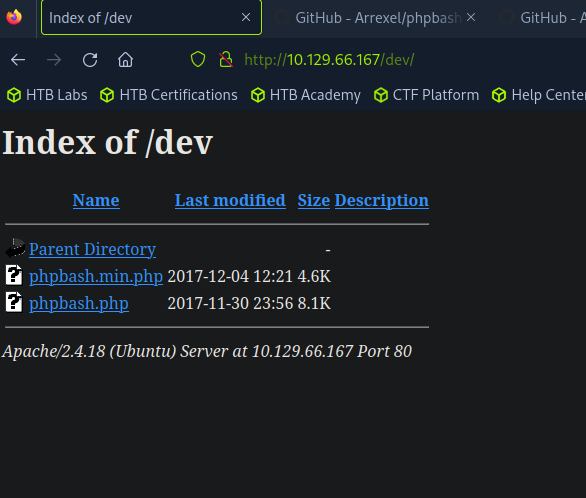 Index of /dev
GitHub - Arrexel/phpbash
GitHub - A
http://10.129.66.167/dev/
HTB Labs HTB Certifications HTB Academy CTF Platform Help Center
Index of /dev
Name Last modified Size Description
Parent Directory -
phpbash.min.php 2017-12-04 12:21 4.6K
phpbash.php 2017-11-30 23:56 8.1K
Apache/2.4.18 (Ubuntu) Server at 10.129.66.167 Port 80